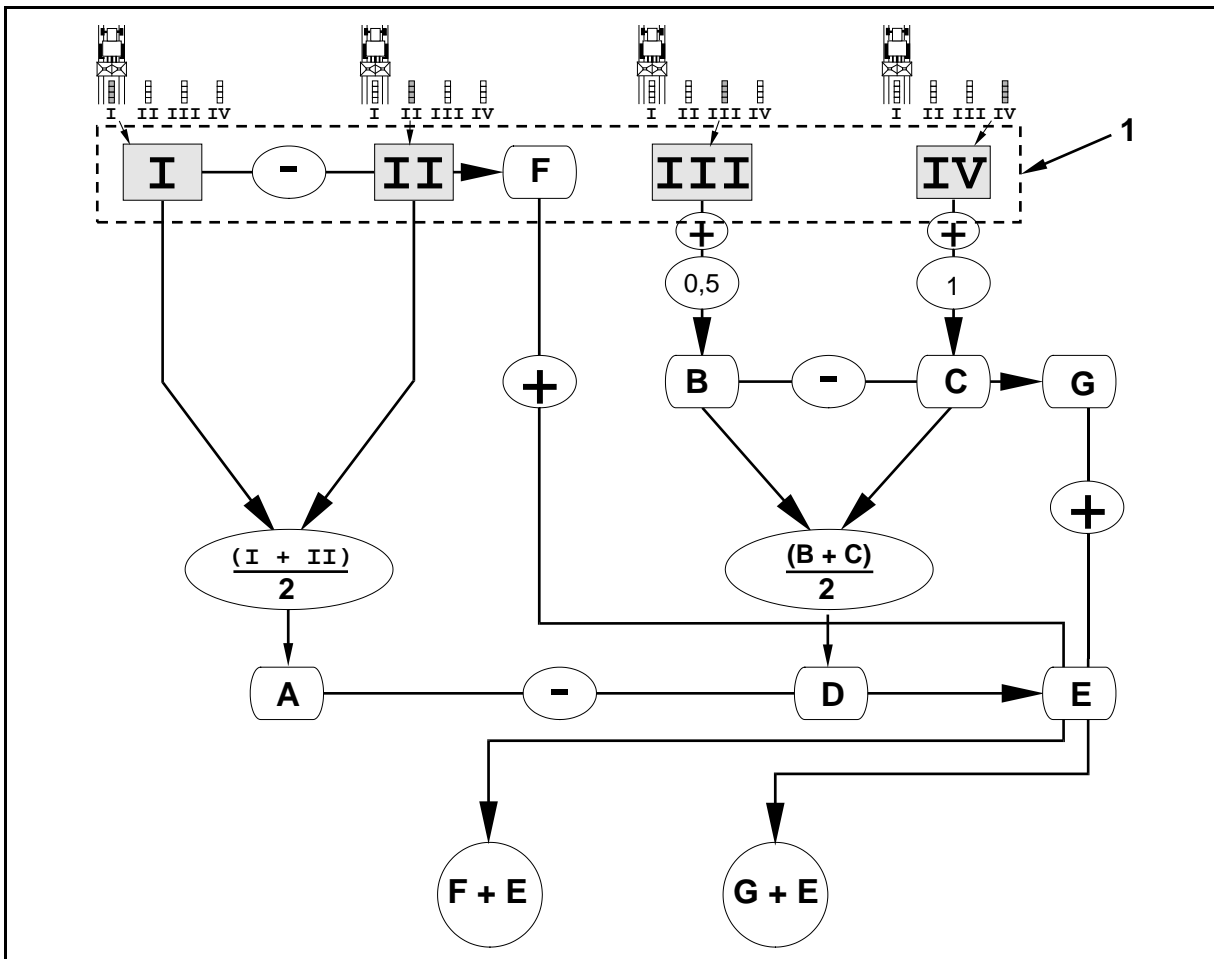 I II III IV I II III IV I II III IV I II III IV
1
I - II F III IV
+ +
0,5 1
+ B - C G
+
(I + II)
2
(B + C)
2
A - D E
F + E G + E